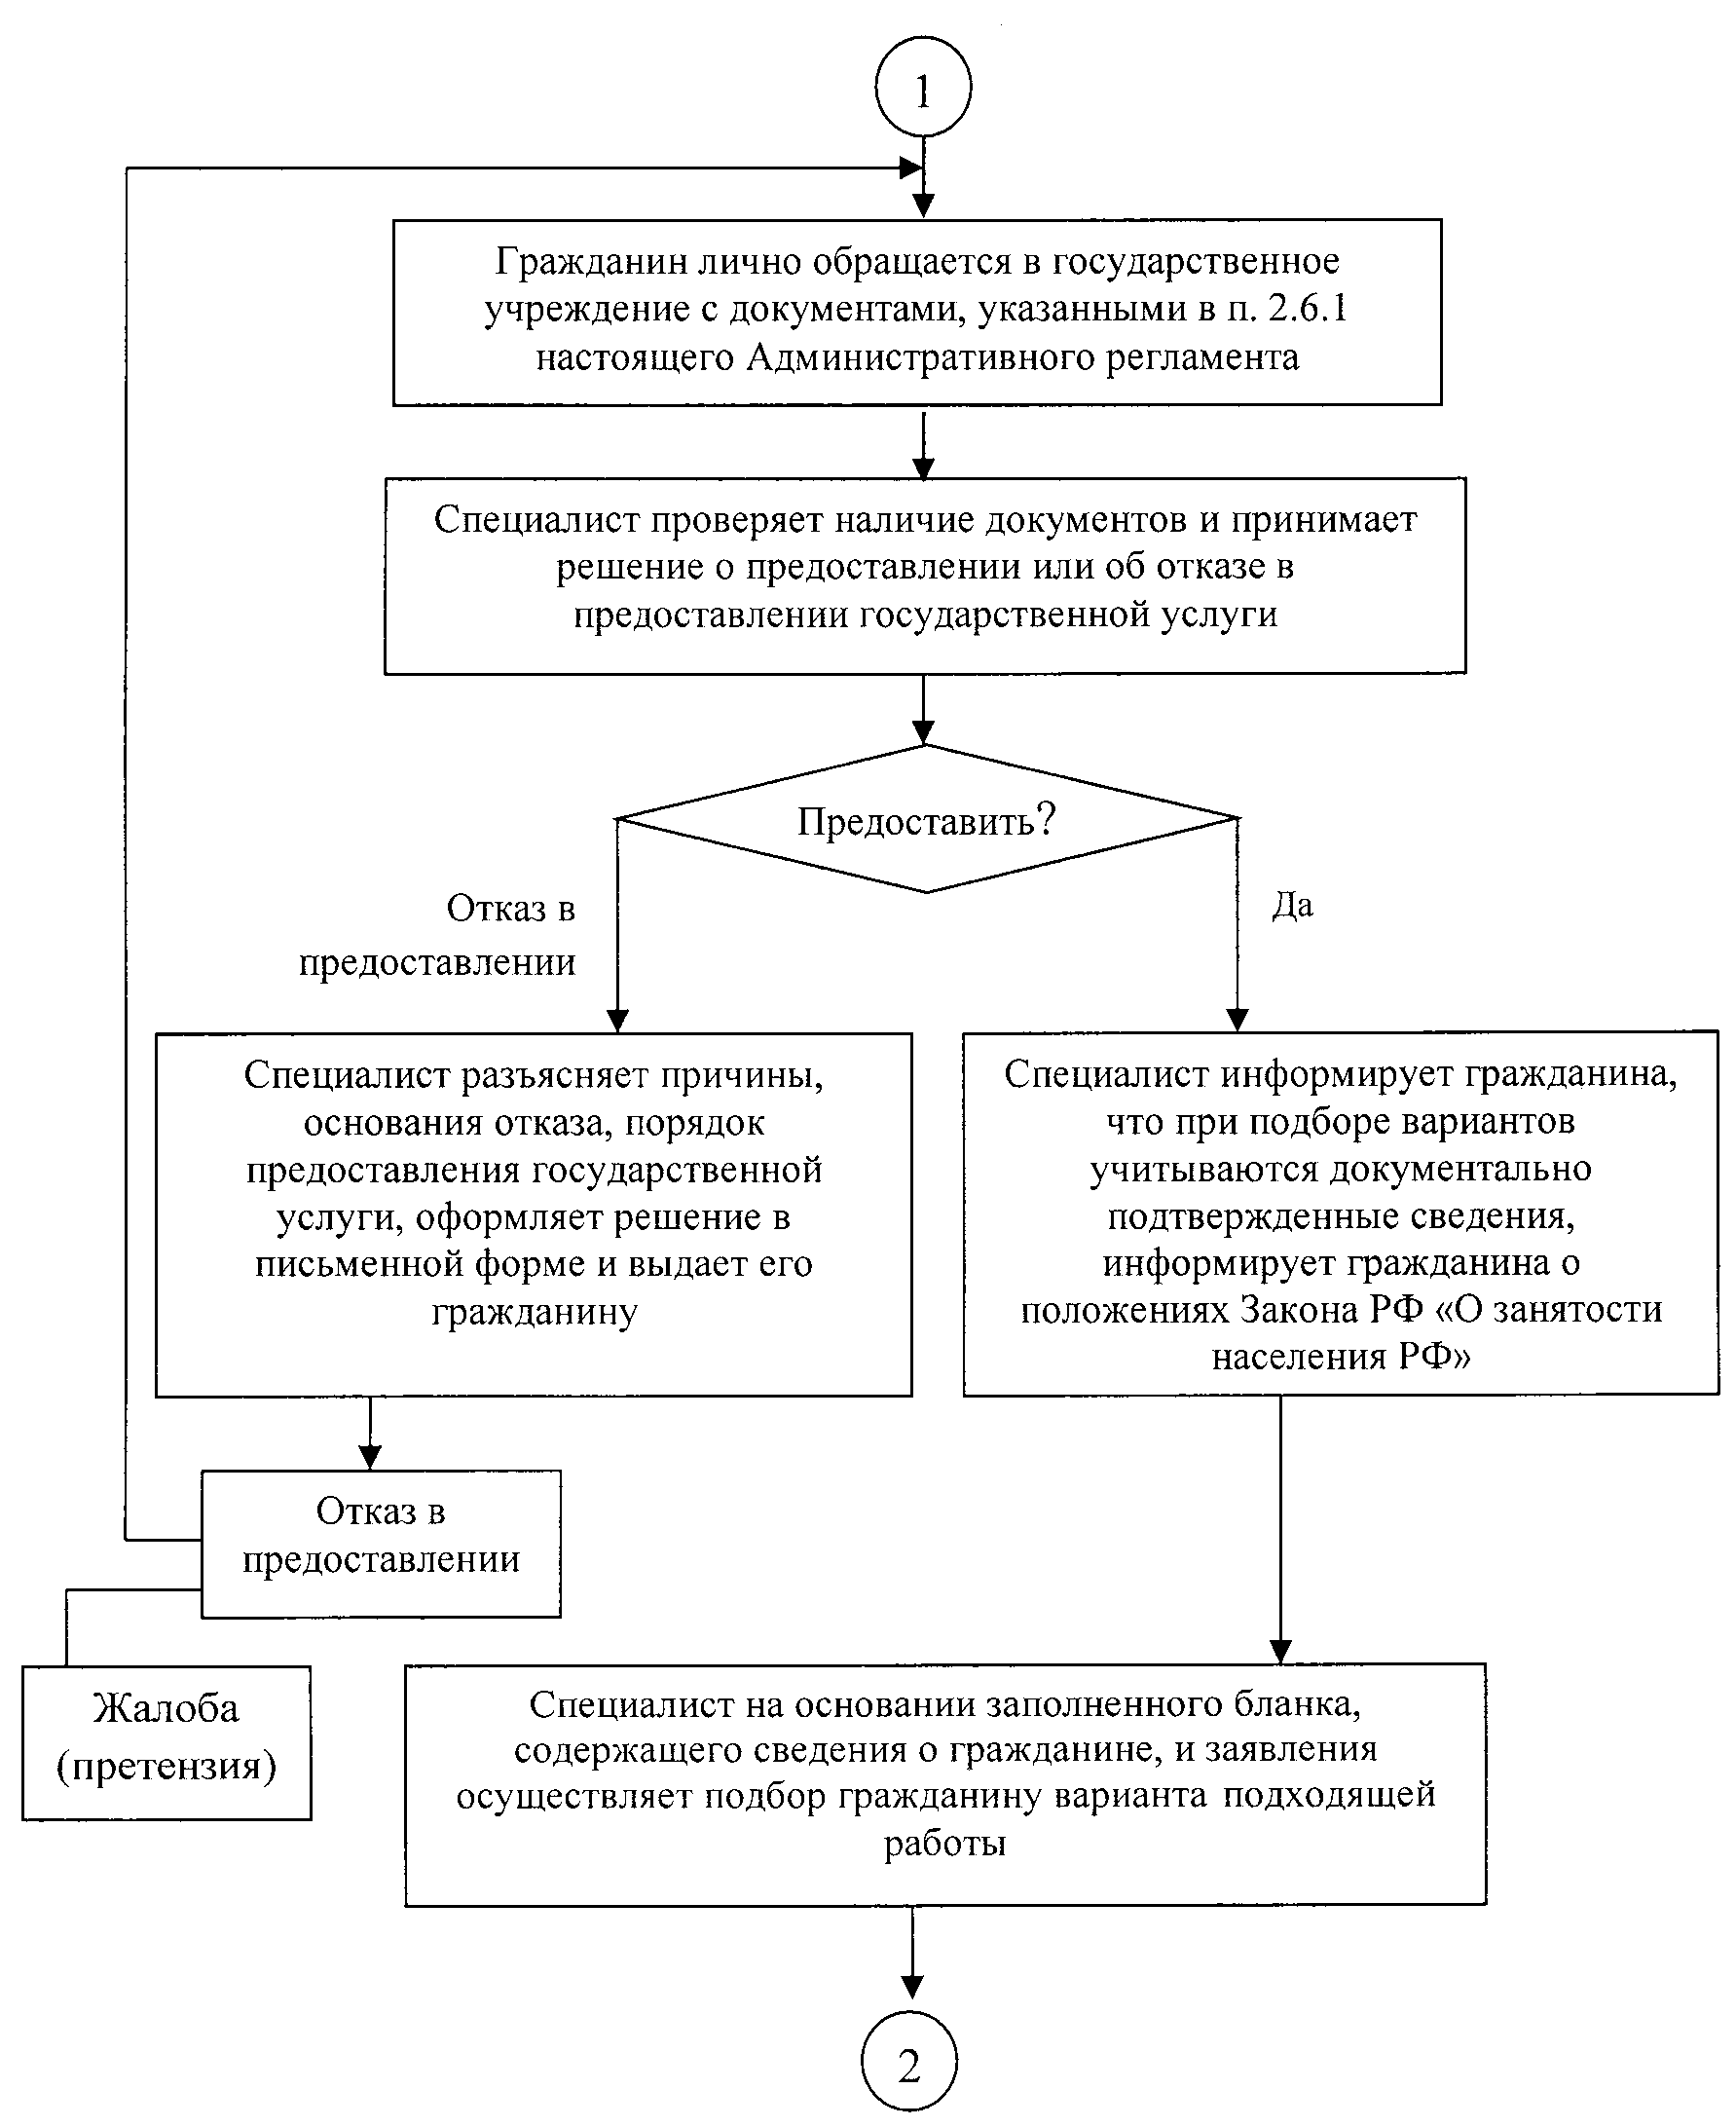 1
Гражданин лично обращается в государственное
учреждение с документами, указанными в п. 2.6.1
настоящего Административного регламента
Специалист проверяет наличие документов и принимает
решение о предоставлении или об отказе в
предоставлении государственной услуги
Предоставить?
Отказ в
предоставлении
Да
Специалист разъясняет причины,
основания отказа, порядок
предоставления государственной
услуги, оформляет решение в
письменной форме и выдает его
гражданину
Специалист информирует гражданина,
что при подборе вариантов
учитываются документально
подтвержденные сведения,
информирует гражданина о
положениях Закона РФ «О занятости
населения РФ»
Отказ в
предоставлении
Жалоба
(претензия)
Специалист на основании заполненного бланка,
содержащего сведения о гражданине, и заявления
осуществляет подбор гражданину варианта подходящей
работы
2